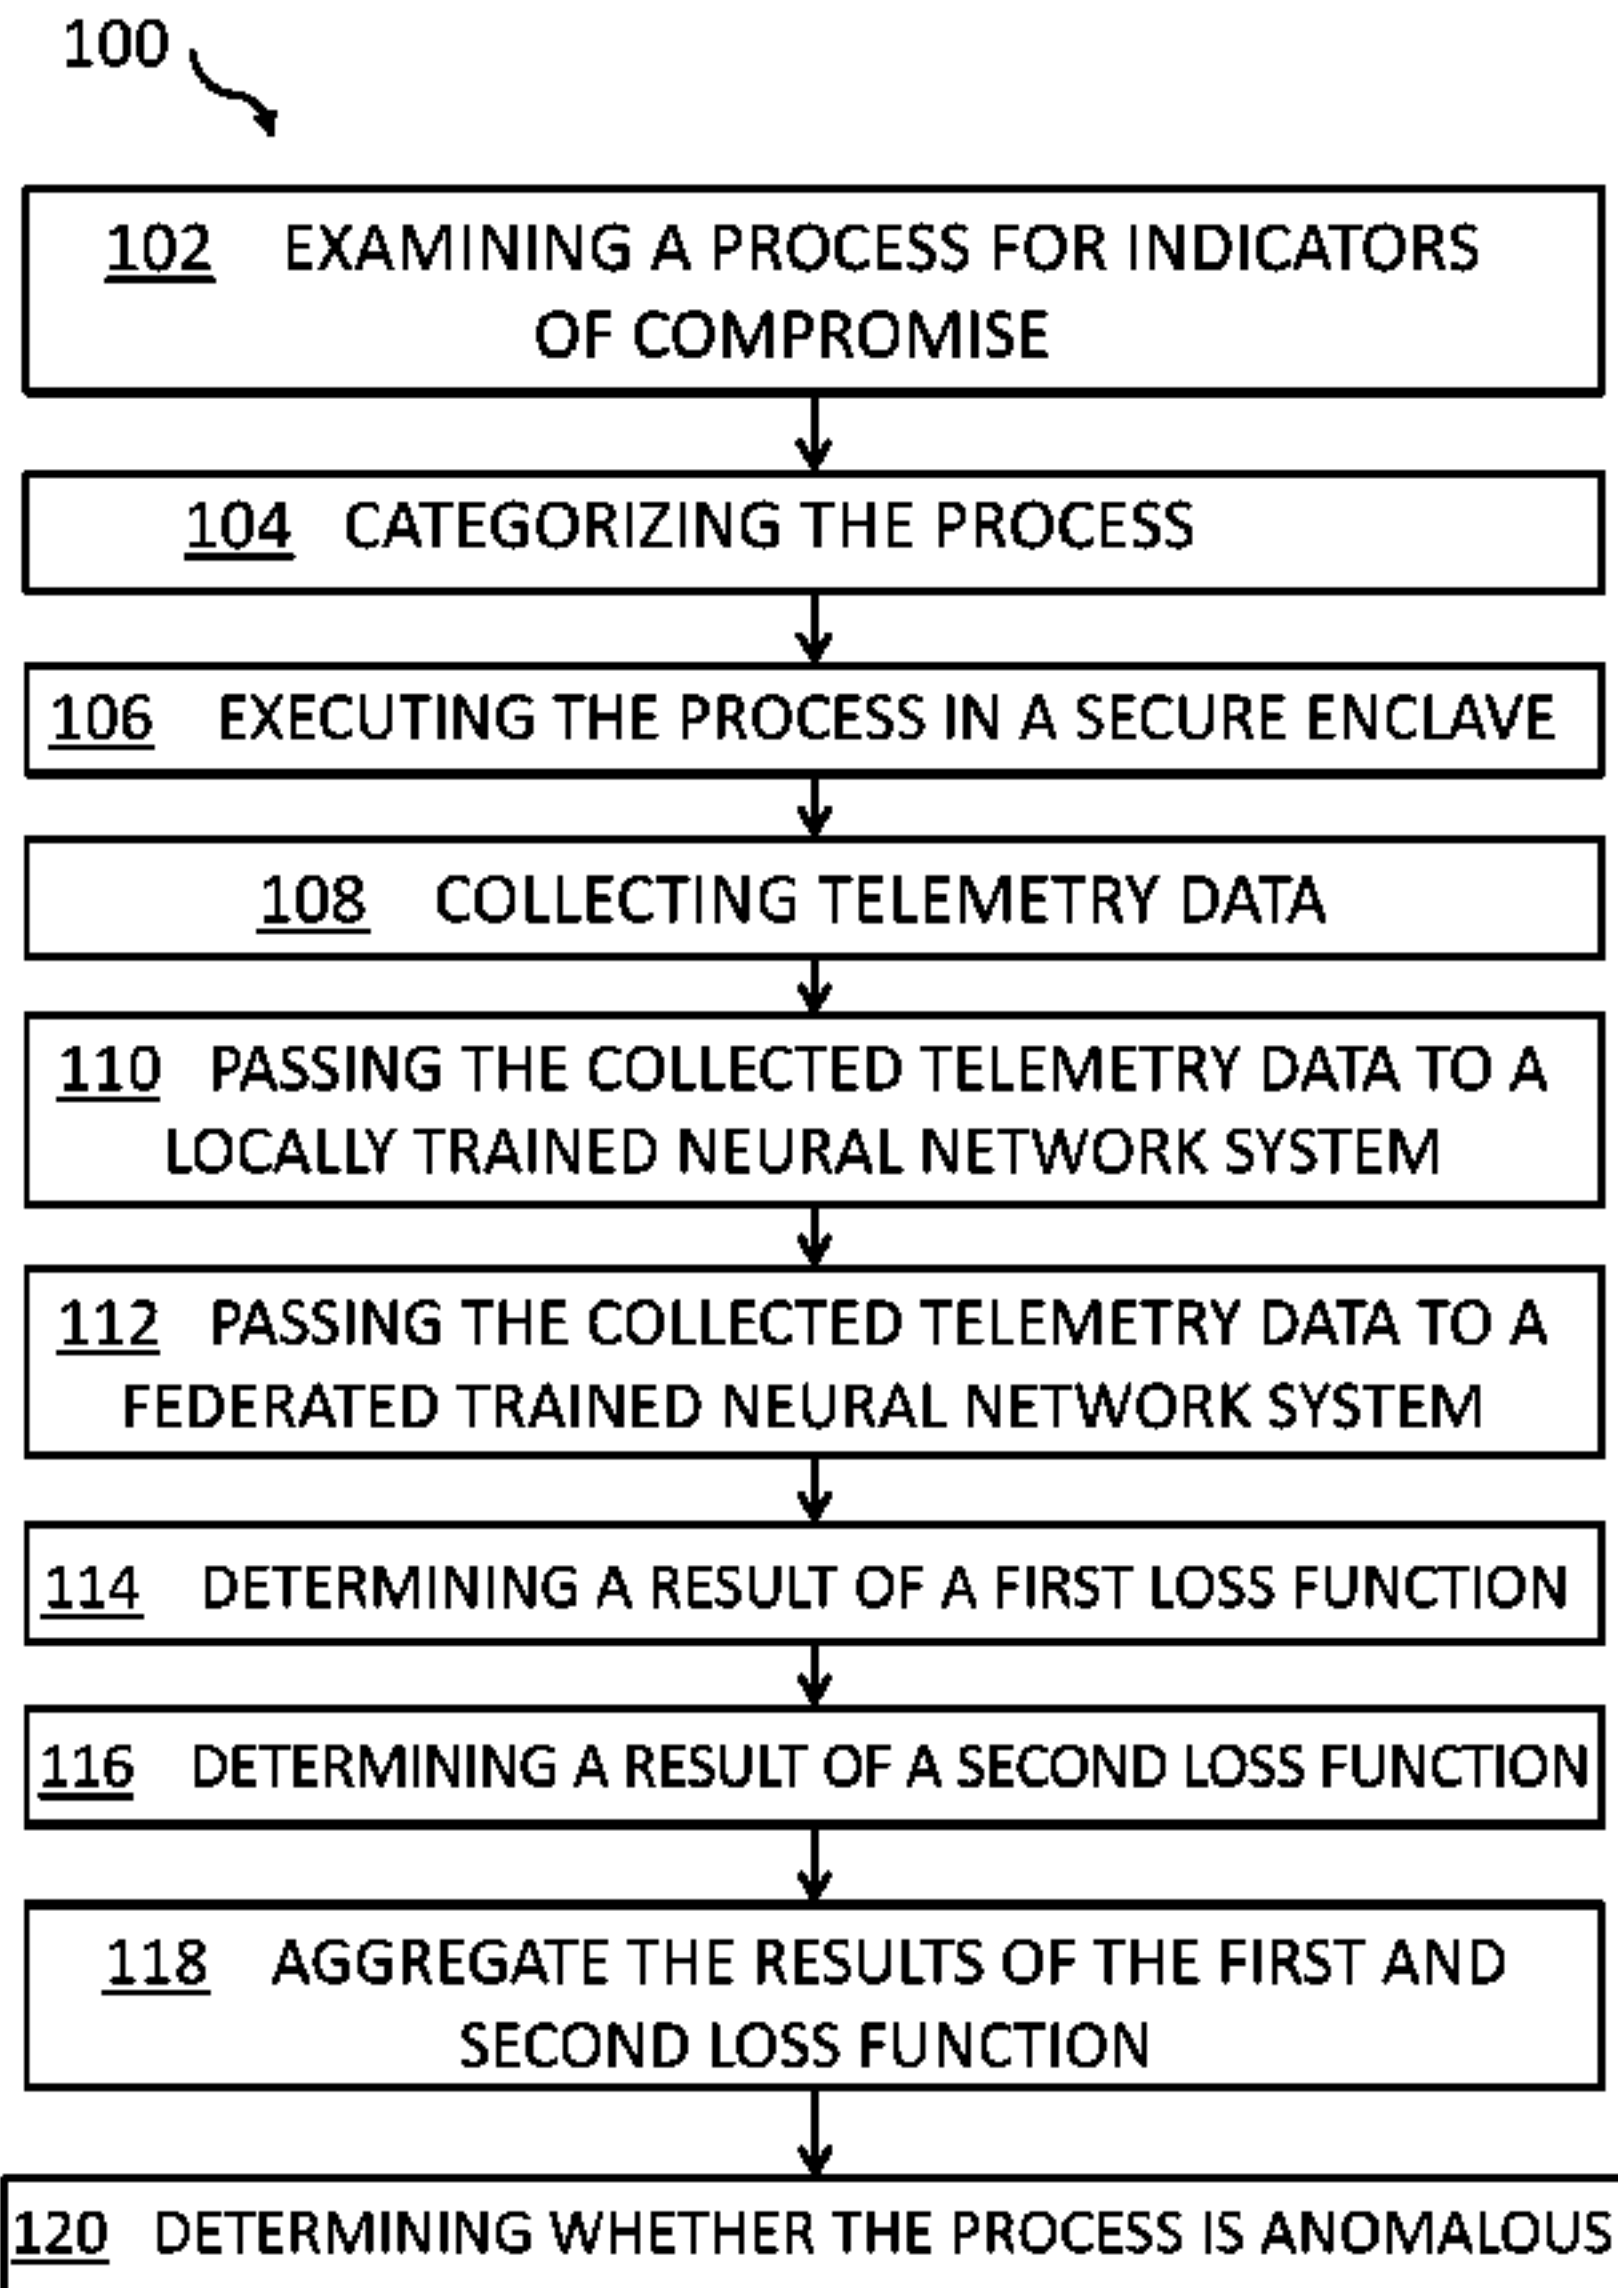 100
102 EXAMINING A PROCESS FOR INDICATORS
OF COMPROMISE
104 CATEGORIZING THE PROCESS
106 EXECUTING THE PROCESS IN A SECURE ENCLAVE
108 COLLECTING TELEMETRY DATA
110 PASSING THE COLLECTED TELEMETRY DATA TO A
LOCALLY TRAINED NEURAL NETWORK SYSTEM
112 PASSING THE COLLECTED TELEMETRY DATA TO A
FEDERATED TRAINED NEURAL NETWORK SYSTEM
114 DETERMINING A RESULT OF A FIRST LOSS FUNCTION
116 DETERMINING A RESULT OF A SECOND LOSS FUNCTION
118 AGGREGATE THE RESULTS OF THE FIRST AND
SECOND LOSS FUNCTION
120 DETERMINING WHETHER THE PROCESS IS ANOMALOUS